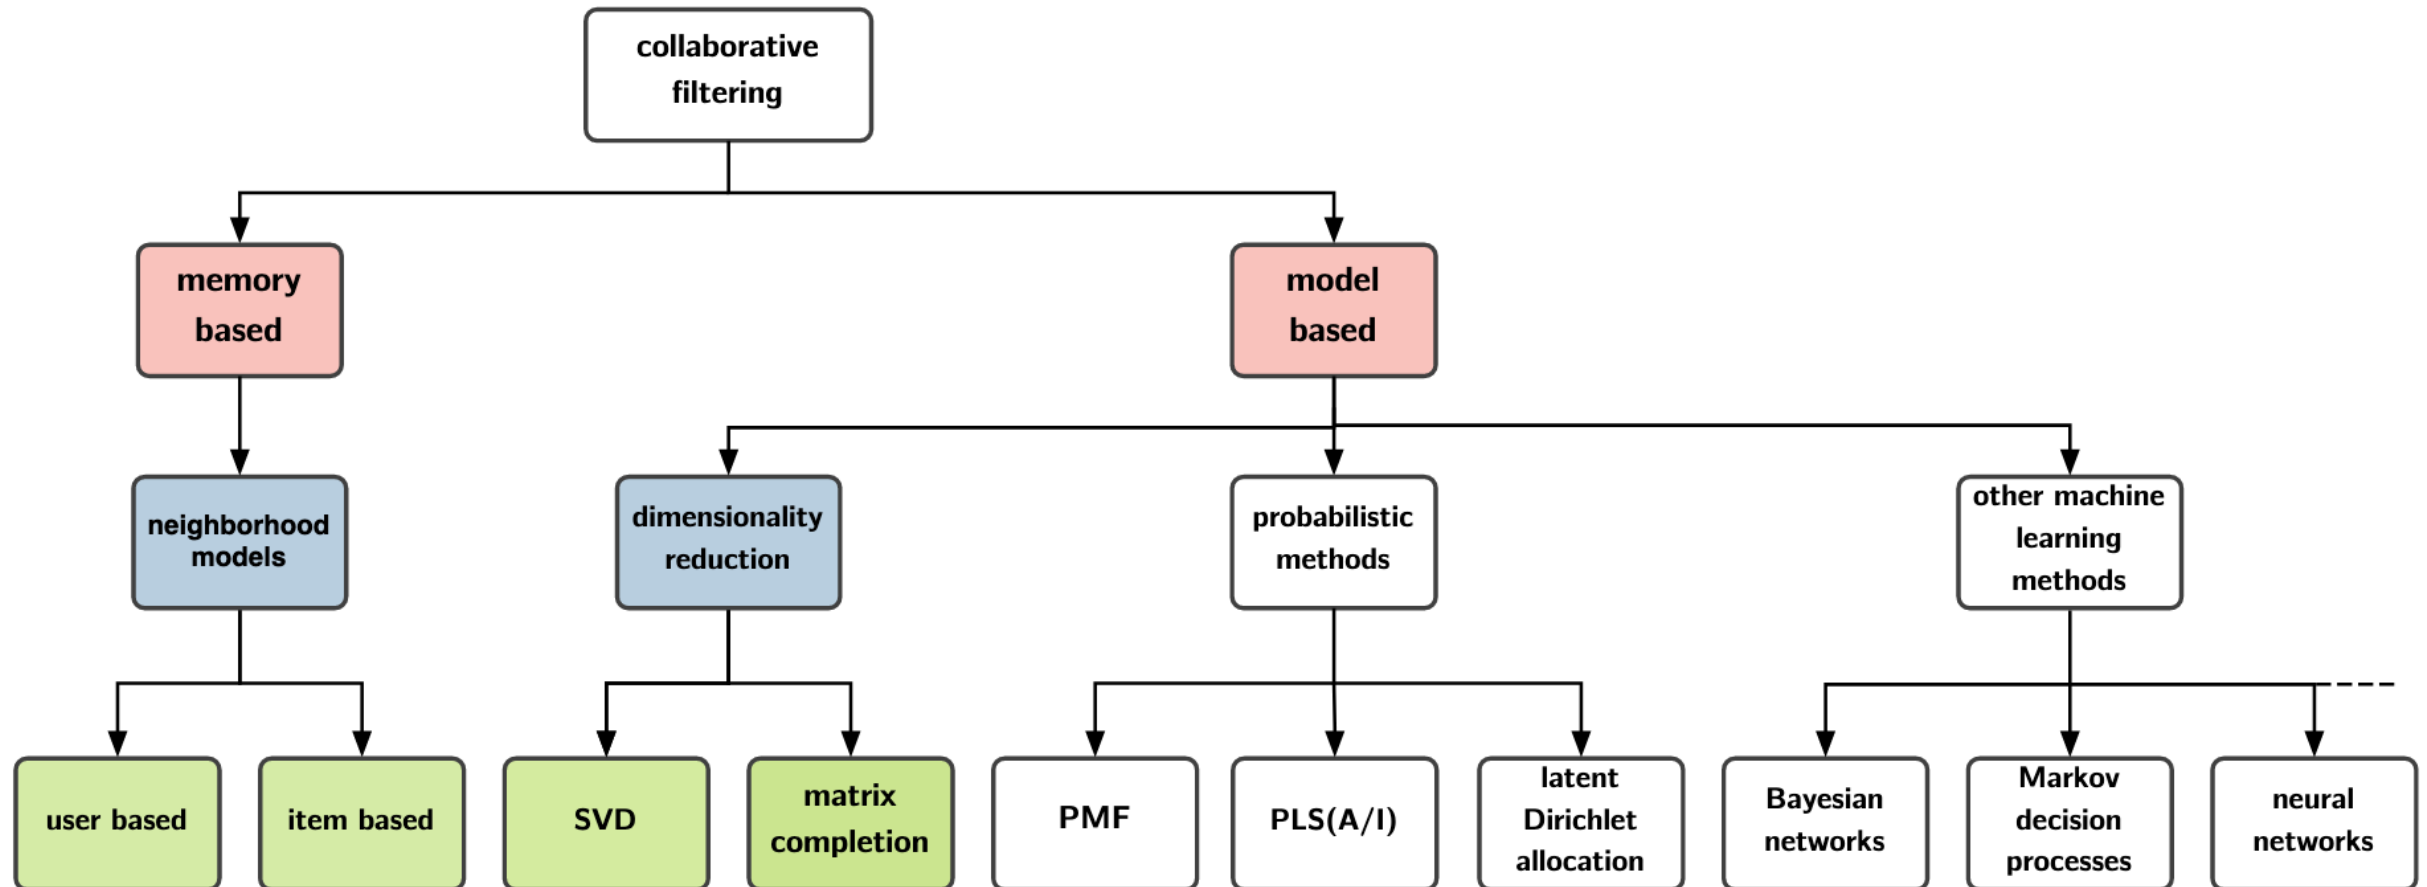 collaborative
filtering
memory
based
model
based
neighborhood
models
dimensionality
reduction
probabilistic
methods
other machine
learning
methods
user based
item based
SVD
matrix
completion
PMF
PLS(A/I)
latent
Dirichlet
allocation
Bayesian
networks
Markov
decision
processes
neural
networks